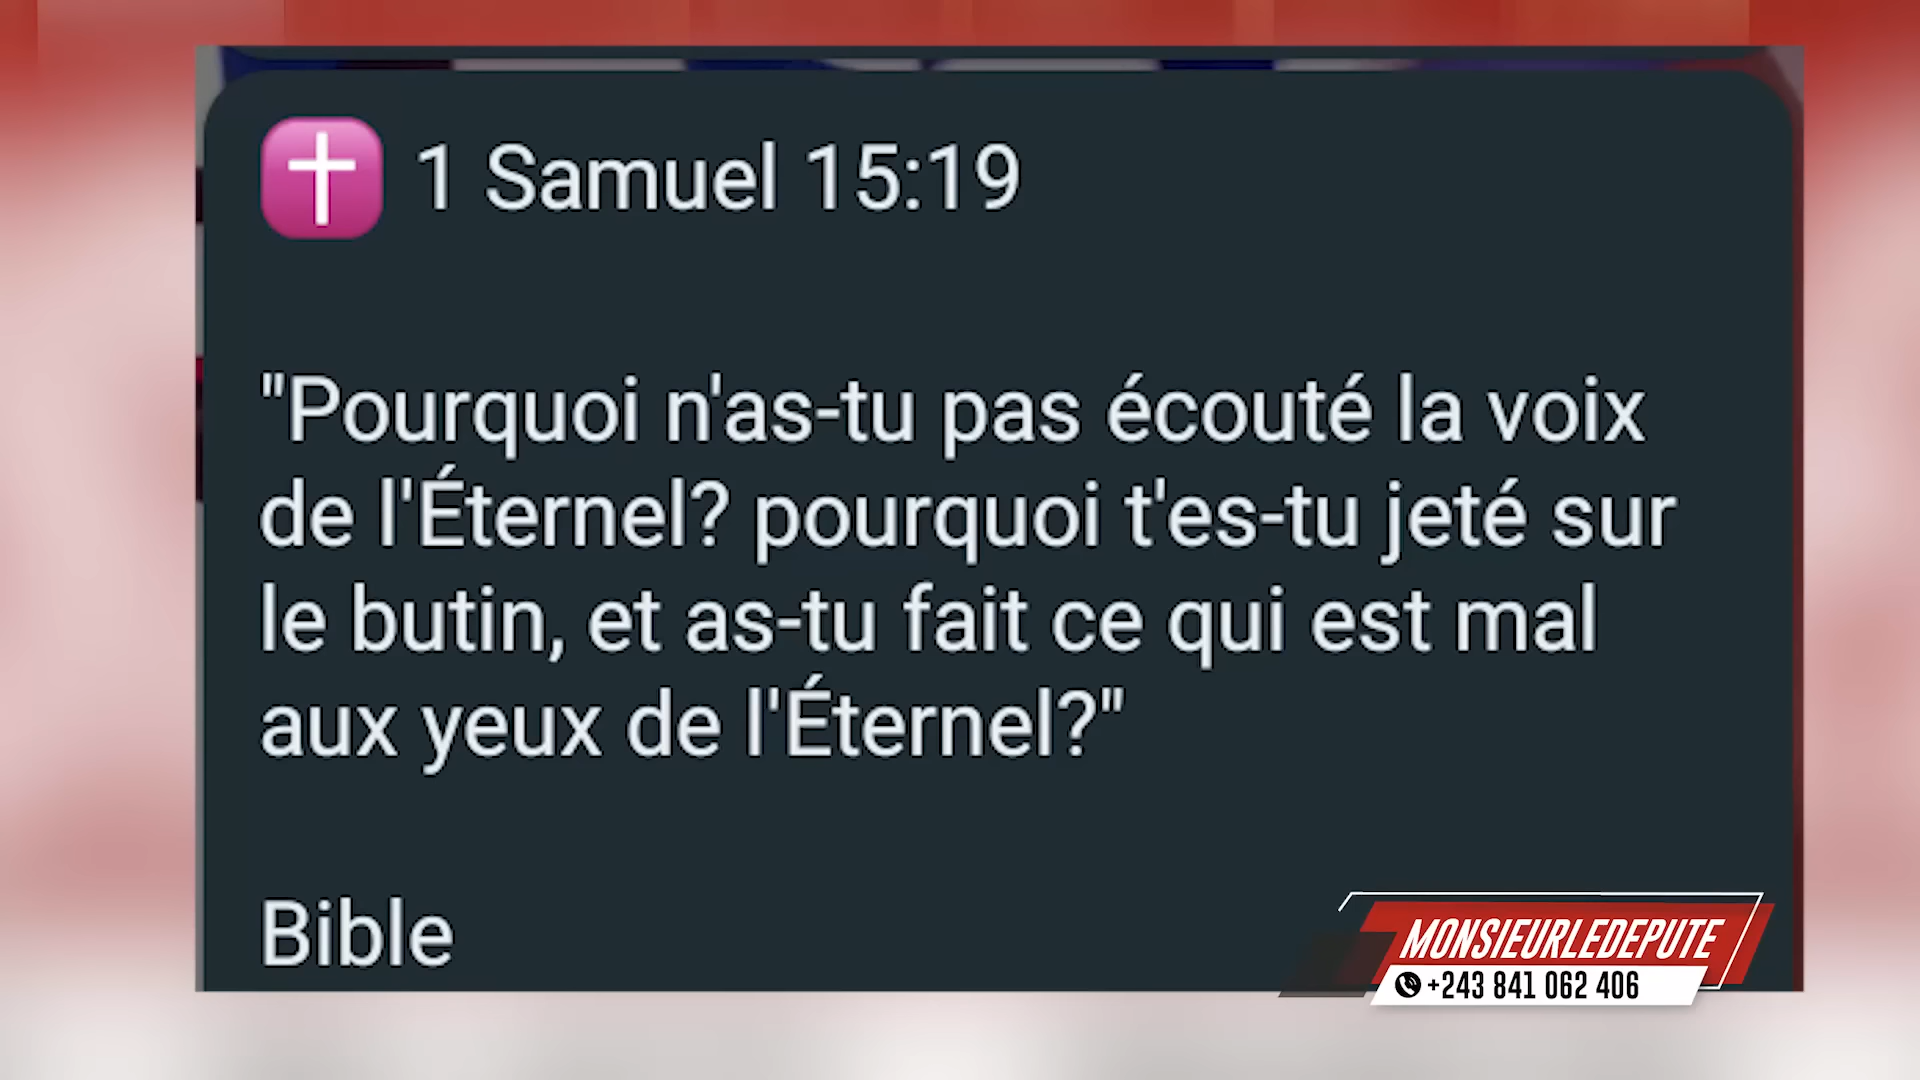 1 Samuel 15:19
"Pourquoi n'as-tu pas écouté la voix
de l'Éternel? pourquoi t'es-tu jeté sur
le butin, et as-tu fait ce qui est mal
aux yeux de l'Éternel?"
Bible
MONSIEURLEDEPUTE
+243 841 062 406